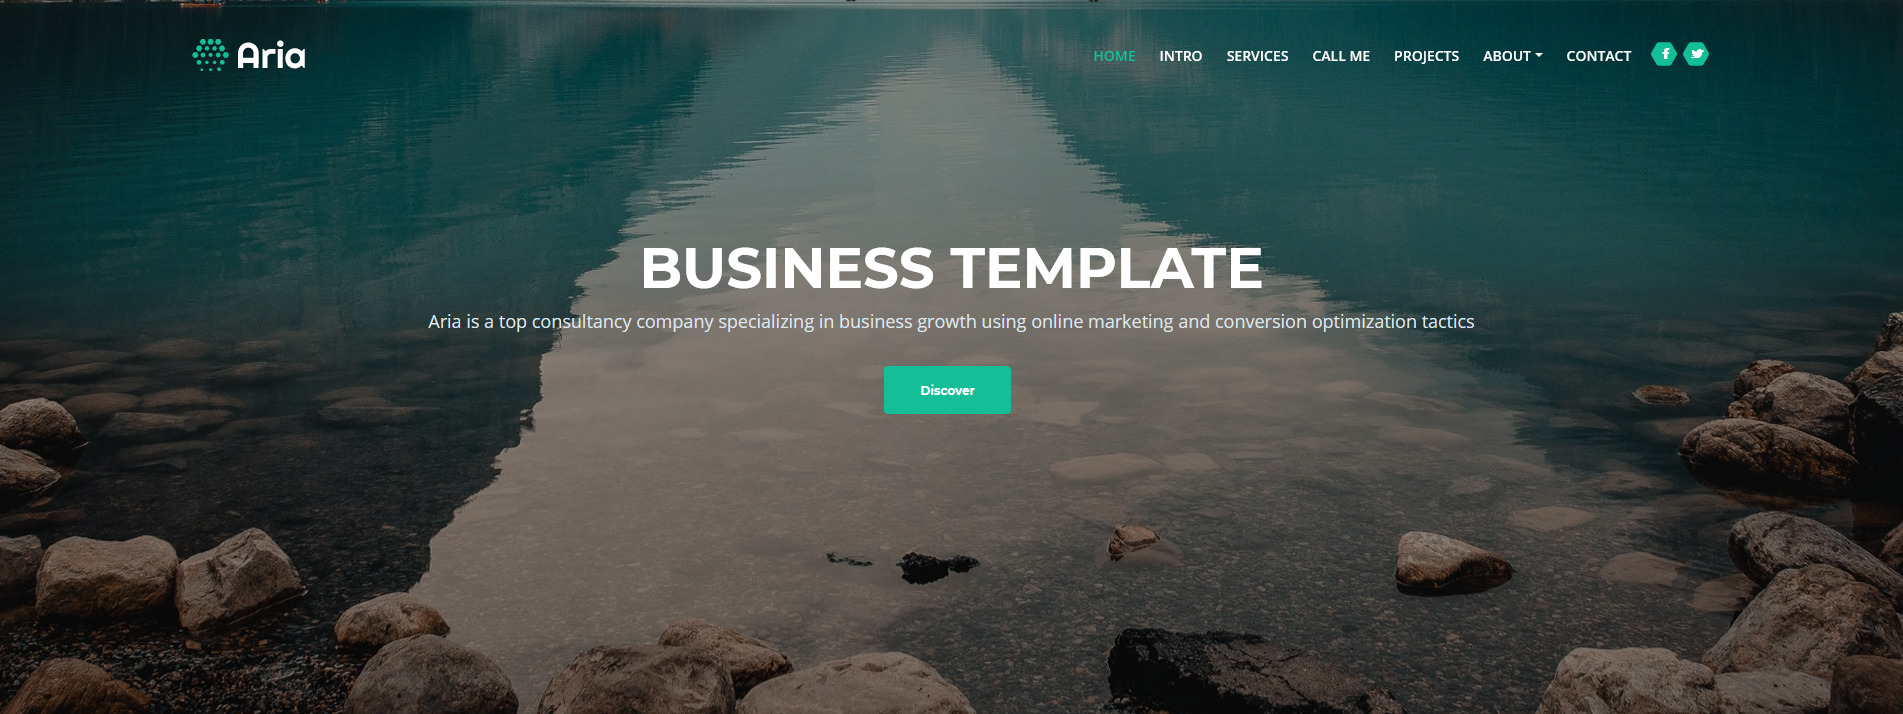 Aria
HOME INTRO SERVICES CALL ME PROJECTS ABOUT CONTACT
BUSINESS TEMPLATE
Aria is a top consultancy company specializing in business growth using online marketing and conversion optimization tactics
Discover